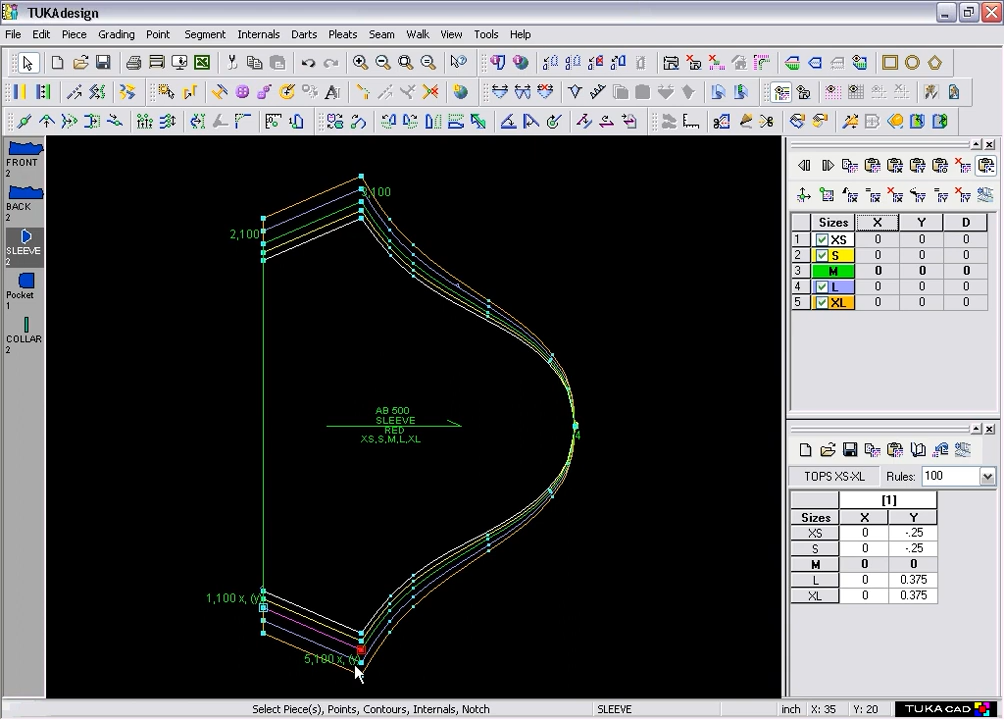 TUKAdesign
File Edit Piece Grading Point Segment Internals Darts Pleats Seam Walk View Tools Help
FRONT
2
BACK
2
SLEEVE
2
Pocket
1
COLLAR
2
3,100
2,100
AB 500
SLEEVE
RED
XS,S,M,L,XL
4
1,100 x, (y
5,100 x, (y
Sizes X Y D
1 XS 0 0 0
2 S 0 0 0
3 M 0 0 0
4 L 0 0 0
5 XL 0 0 0
TOPS XS-XL Rules: 100
[1]
Sizes X Y
XS 0 -.25
S 0 -.25
M 0 0
L 0 0.375
XL 0 0.375
Select Piece(s), Points, Contours, Internals, Notch SLEEVE inch X: 35 Y: 20 TUKACAD